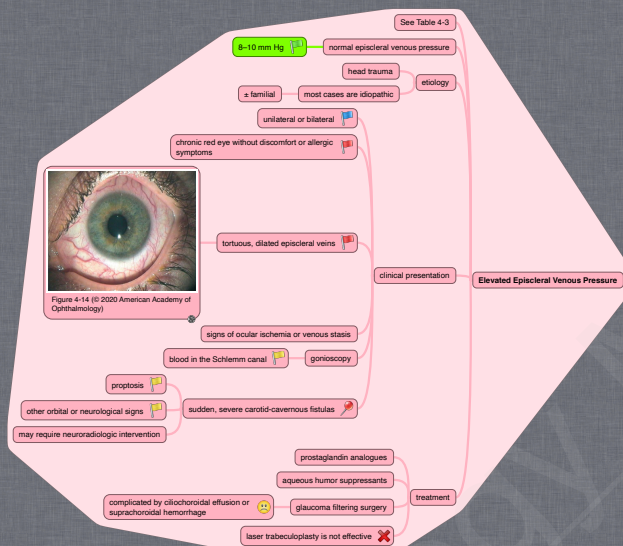 See Table 4-3
8–10 mm Hg
normal episcleral venous pressure
head trauma
etiology
± familial
most cases are idiopathic
unilateral or bilateral
chronic red eye without discomfort or allergic
symptoms
tortuous, dilated episcleral veins
Figure 4-14 (© 2020 American Academy of
Ophthalmology)
clinical presentation
Elevated Episcleral Venous Pressure
signs of ocular ischemia or venous stasis
blood in the Schlemm canal
gonioscopy
proptosis
other orbital or neurological signs
sudden, severe carotid-cavernous fistulas
may require neuroradiologic intervention
prostaglandin analogues
aqueous humor suppressants
treatment
complicated by ciliochoroidal effusion or
suprachoroidal hemorrhage
glaucoma filtering surgery
laser trabeculoplasty is not effective